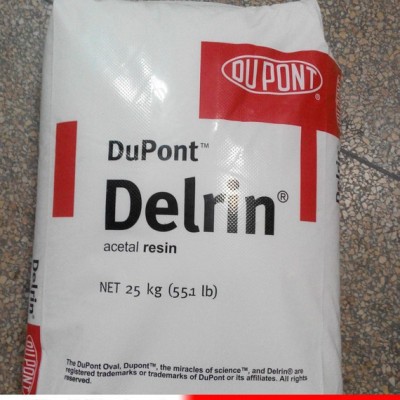 DUPONT®
DuPont™
Delrin®
acetal resin
NET 25 kg (55.1 lb)
Delrin
DUPONT
The DuPont Oval, Dupont™, the miracles of science™, and Delrin® are
registered trademarks or trademarks of DuPont or its affiliates. All rights
reserved.